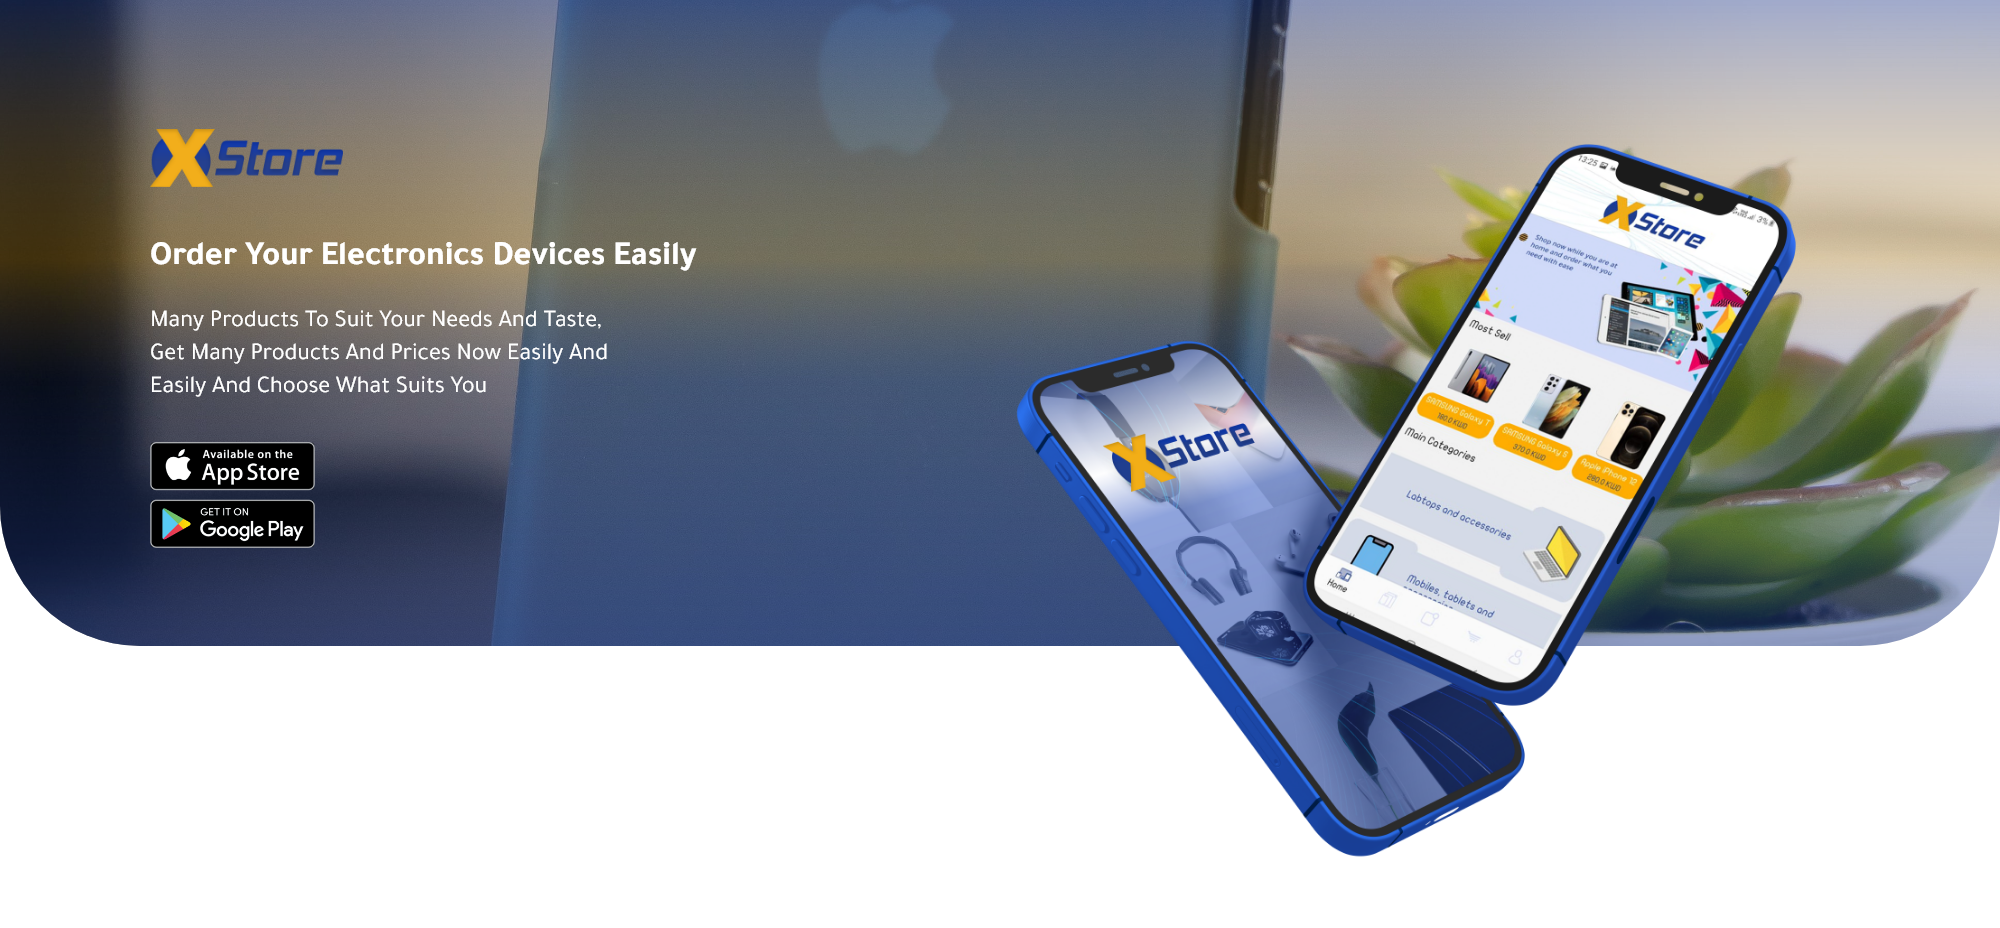 XStore
Order Your Electronics Devices Easily
Many Products To Suit Your Needs And Taste,
Get Many Products And Prices Now Easily And
Easily And Choose What Suits You
Available on the
App Store
GET IT ON
Google Play
XStore
13:25
3%
XStore
Shop now while you are at
home and order what you
need with ease
Most Sell
SAMSUNG Galaxy T
180.0 KWD
SAMSUNG Galaxy S
370.0 KWD
Apple iPhone 12
280.0 KWD
Main Categories
Labtops and accessories
Mobiles, tablets and
Home